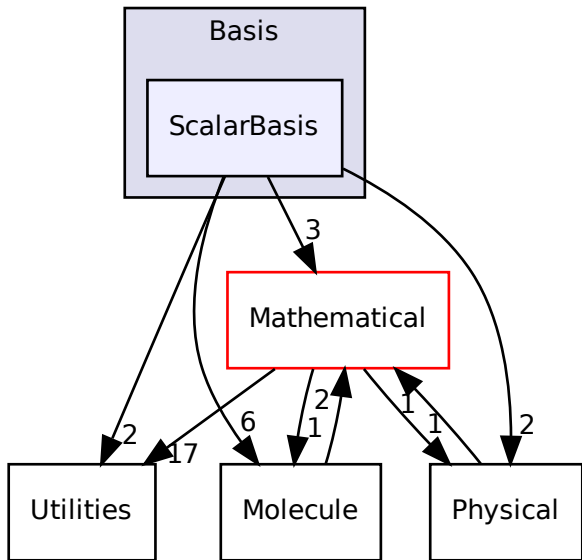 Basis
ScalarBasis
3
Mathematical
2
1
6
1
1
2
17
2
Utilities
Molecule
Physical